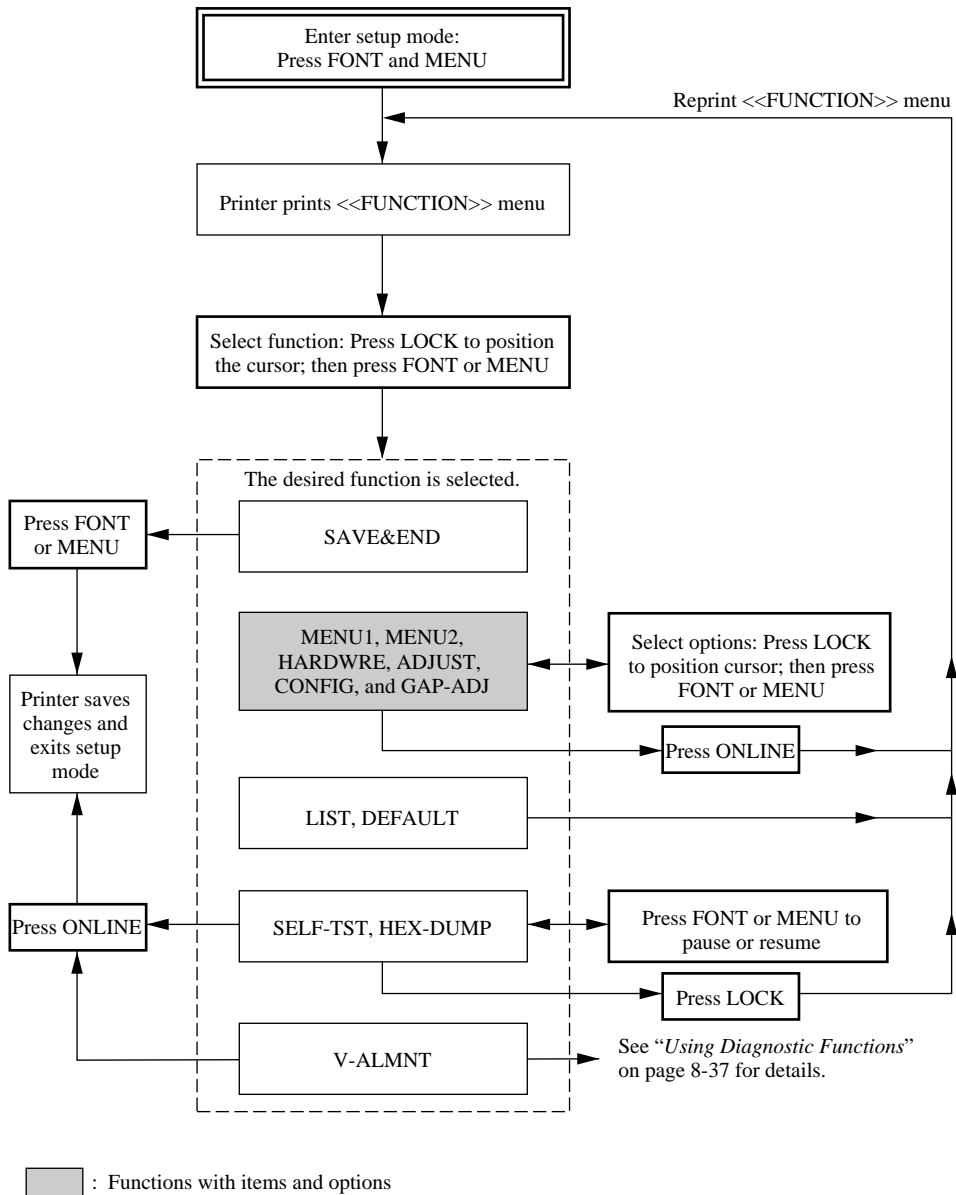 Enter setup mode:
Press FONT and MENU
Reprint <<FUNCTION>> menu
Printer prints <<FUNCTION>> menu
Select function: Press LOCK to position
the cursor; then press FONT or MENU
The desired function is selected.
Press FONT
or MENU
SAVE&END
MENU1, MENU2,
HARDWRE, ADJUST,
CONFIG, and GAP-ADJ
Select options: Press LOCK
to position cursor; then press
FONT or MENU
Printer saves
changes and
exits setup
mode
Press ONLINE
LIST, DEFAULT
Press ONLINE
SELF-TST, HEX-DUMP
Press FONT or MENU to
pause or resume
Press LOCK
V-ALMNT
See “Using Diagnostic Functions”
on page 8-37 for details.
: Functions with items and options